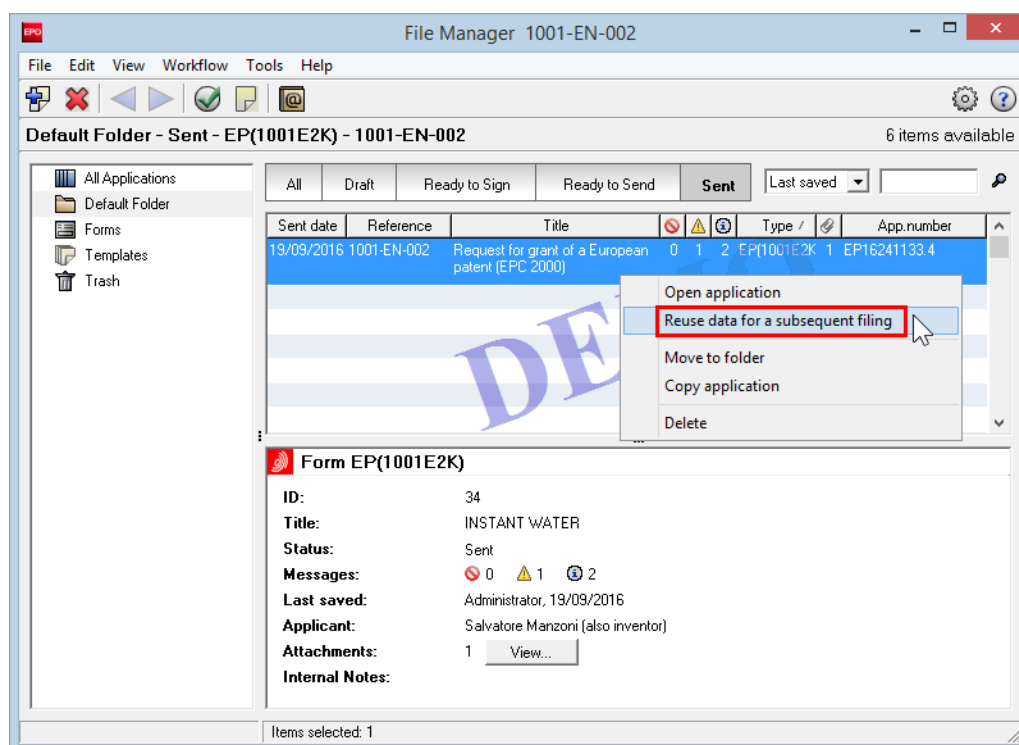 EPO File Manager 1001-EN-002
File Edit View Workflow Tools Help
Default Folder - Sent - EP(1001E2K) - 1001-EN-002 6 items available
All Applications
Default Folder
Forms
Templates
Trash
All Draft Ready to Sign Ready to Send Sent Last saved
Sent date Reference Title Type App.number
19/09/2016 1001-EN-002 Request for grant of a European 0 1 2 EP(1001E2K 1 EP16241133.4
patent (EPC 2000)
Open application
Reuse data for a subsequent filing
Move to folder
Copy application
Delete
Form EP(1001E2K)
ID: 34
Title: INSTANT WATER
Status: Sent
Messages: 0 1 2
Last saved: Administrator, 19/09/2016
Applicant: Salvatore Manzoni (also inventor)
Attachments: 1 View...
Internal Notes:
Items selected: 1